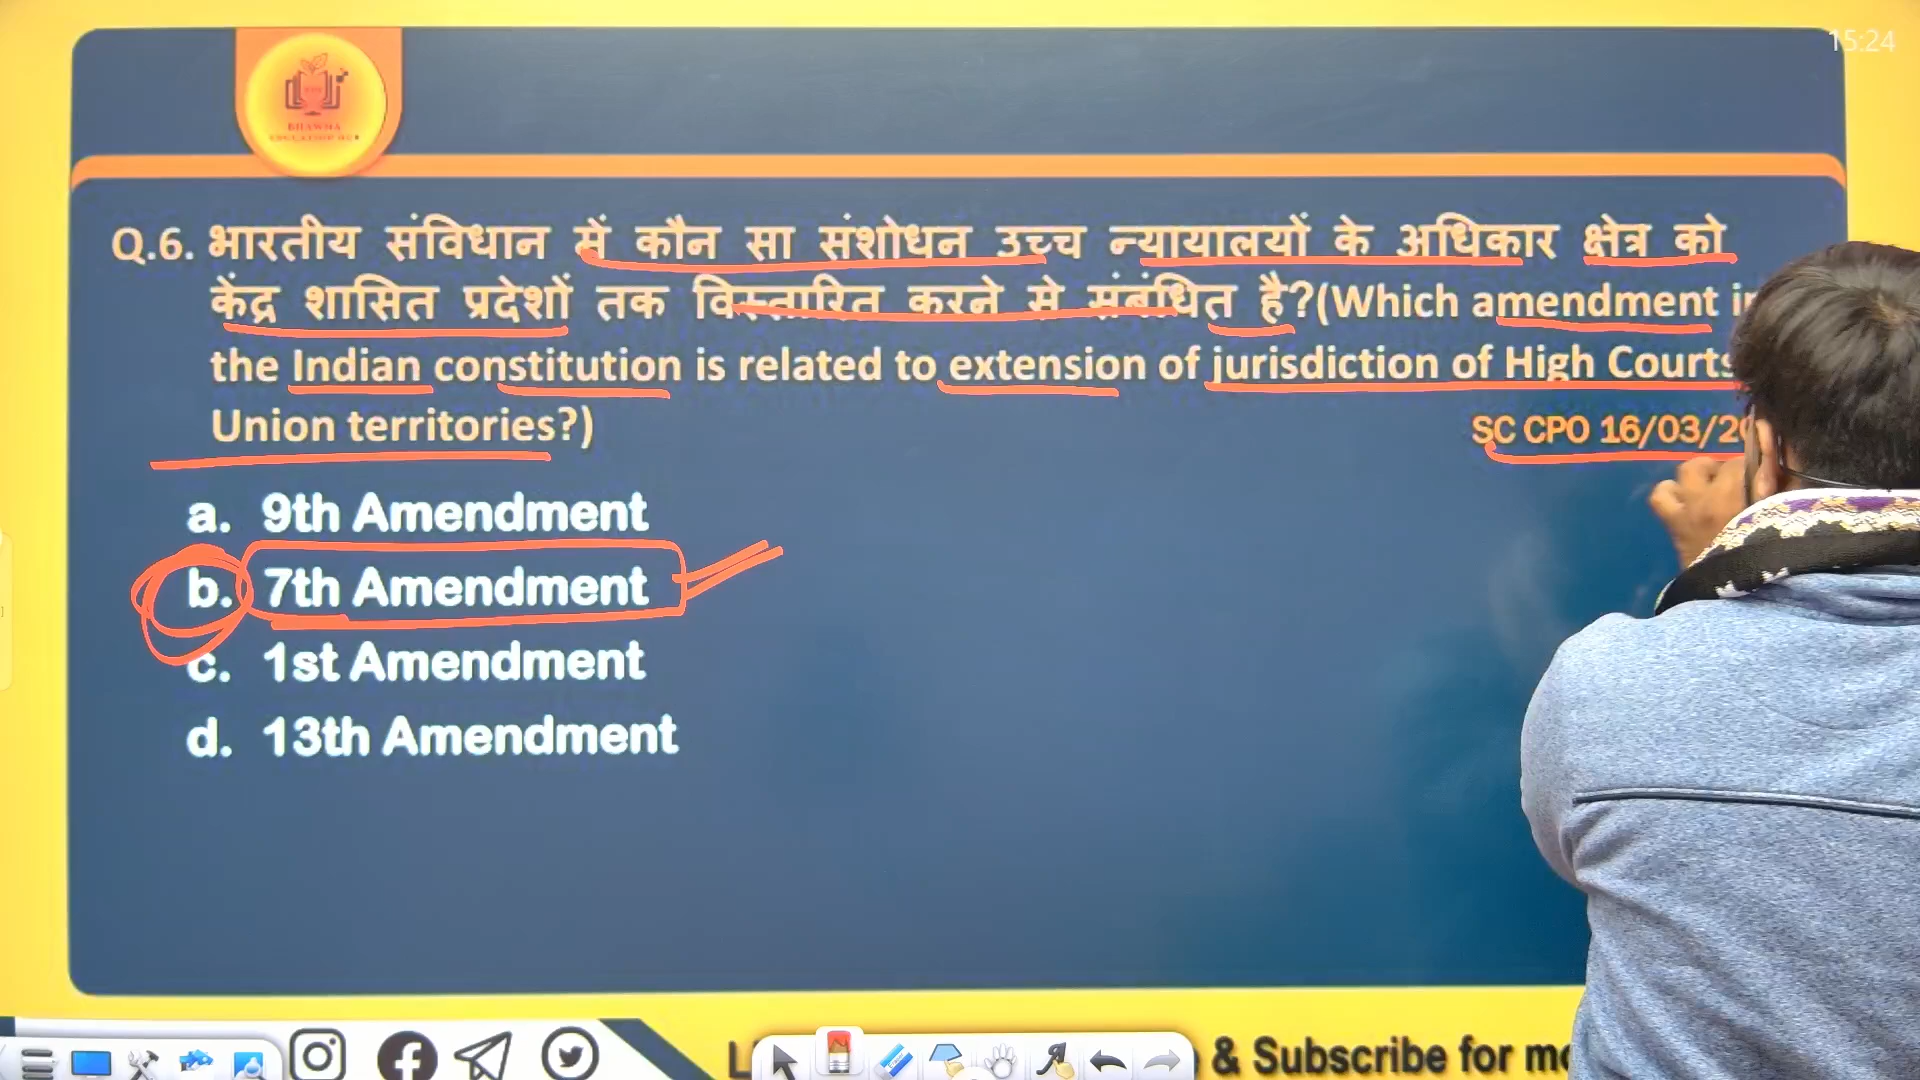 15:24
BHAWNA
Q.6. भारतीय संविधान में कौन सा संशोधन उच्च न्यायालयों के अधिकार क्षेत्र को
केंद्र शासित प्रदेशों तक विस्तारित करने से संबंधित है?(Which amendment
the Indian constitution is related to extension of jurisdiction of High Courts
Union territories?)
SC CPO 16/03/20
a. 9th Amendment
b. 7th Amendment
c. 1st Amendment
d. 13th Amendment
& Subscribe for